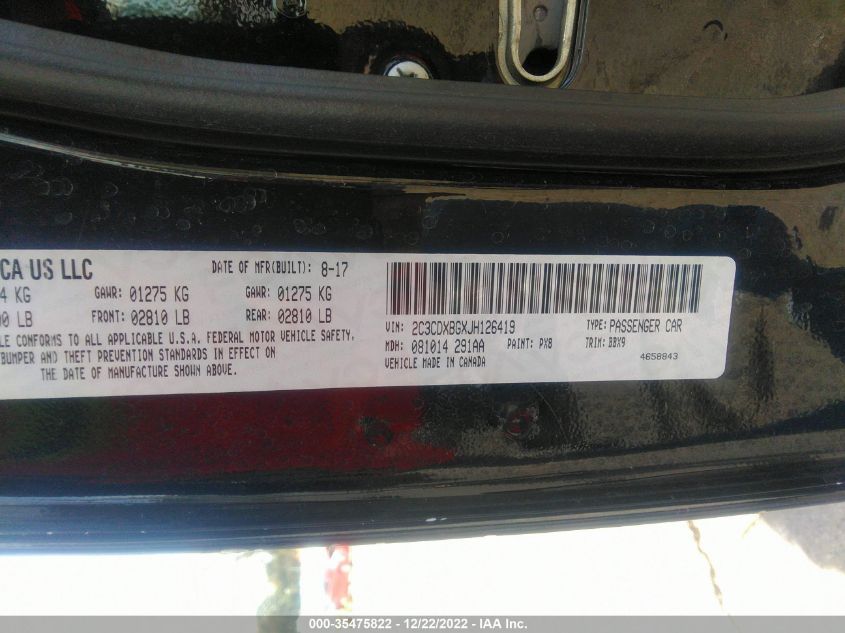 CA US LLC DATE OF MFR(BUILT): 8-17
4 KG GAWR: 01275 KG GAWR: 01275 KG
00 LB FRONT: 02810 LB REAR: 02810 LB
LE CONFORMS TO ALL APPLICABLE U.S.A. FEDERAL MOTOR VEHICLE SAFETY,
BUMPER AND THEFT PREVENTION STANDARDS IN EFFECT ON
THE DATE OF MANUFACTURE SHOWN ABOVE.
VIN: 2C3CDXBGXJH126419 TYPE: PASSENGER CAR
MDH: 081014 291AA PAINT: PX8 TRIM: BBX9
VEHICLE MADE IN CANADA 4658843
000-35475822 - 12/22/2022 - IAA Inc.